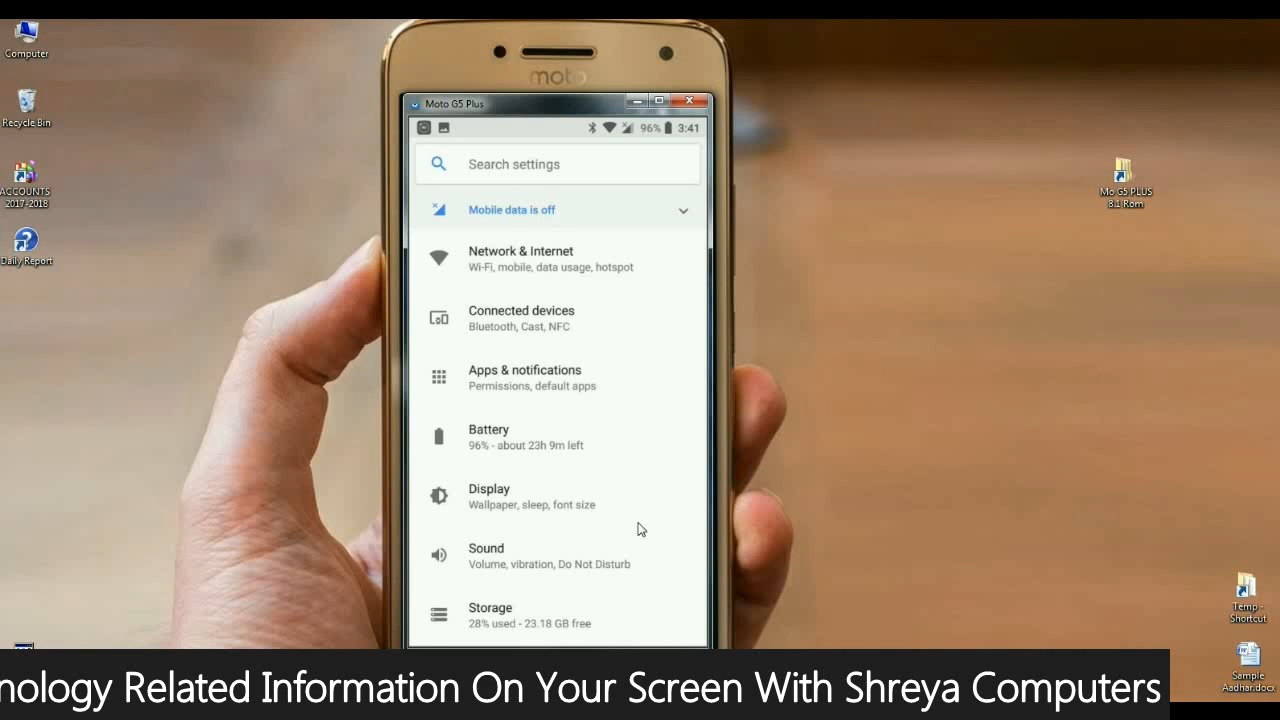 Computer
Recycle Bin
ACCOUNTS
2017-2018
Daily Report
moto
Moto G5 Plus
96% 3:41
Search settings
Mobile data is off
Network & Internet
Wi-Fi, mobile, data usage, hotspot
Connected devices
Bluetooth, Cast, NFC
Apps & notifications
Permissions, default apps
Battery
96% - about 23h 9m left
Display
Wallpaper, sleep, font size
Sound
Volume, vibration, Do Not Disturb
Storage
28% used - 23.18 GB free
Mo G5 PLUS
8.1 Rom
Temp -
Shortcut
Sample
Aadhar.docx
nology Related Information On Your Screen With Shreya Computers